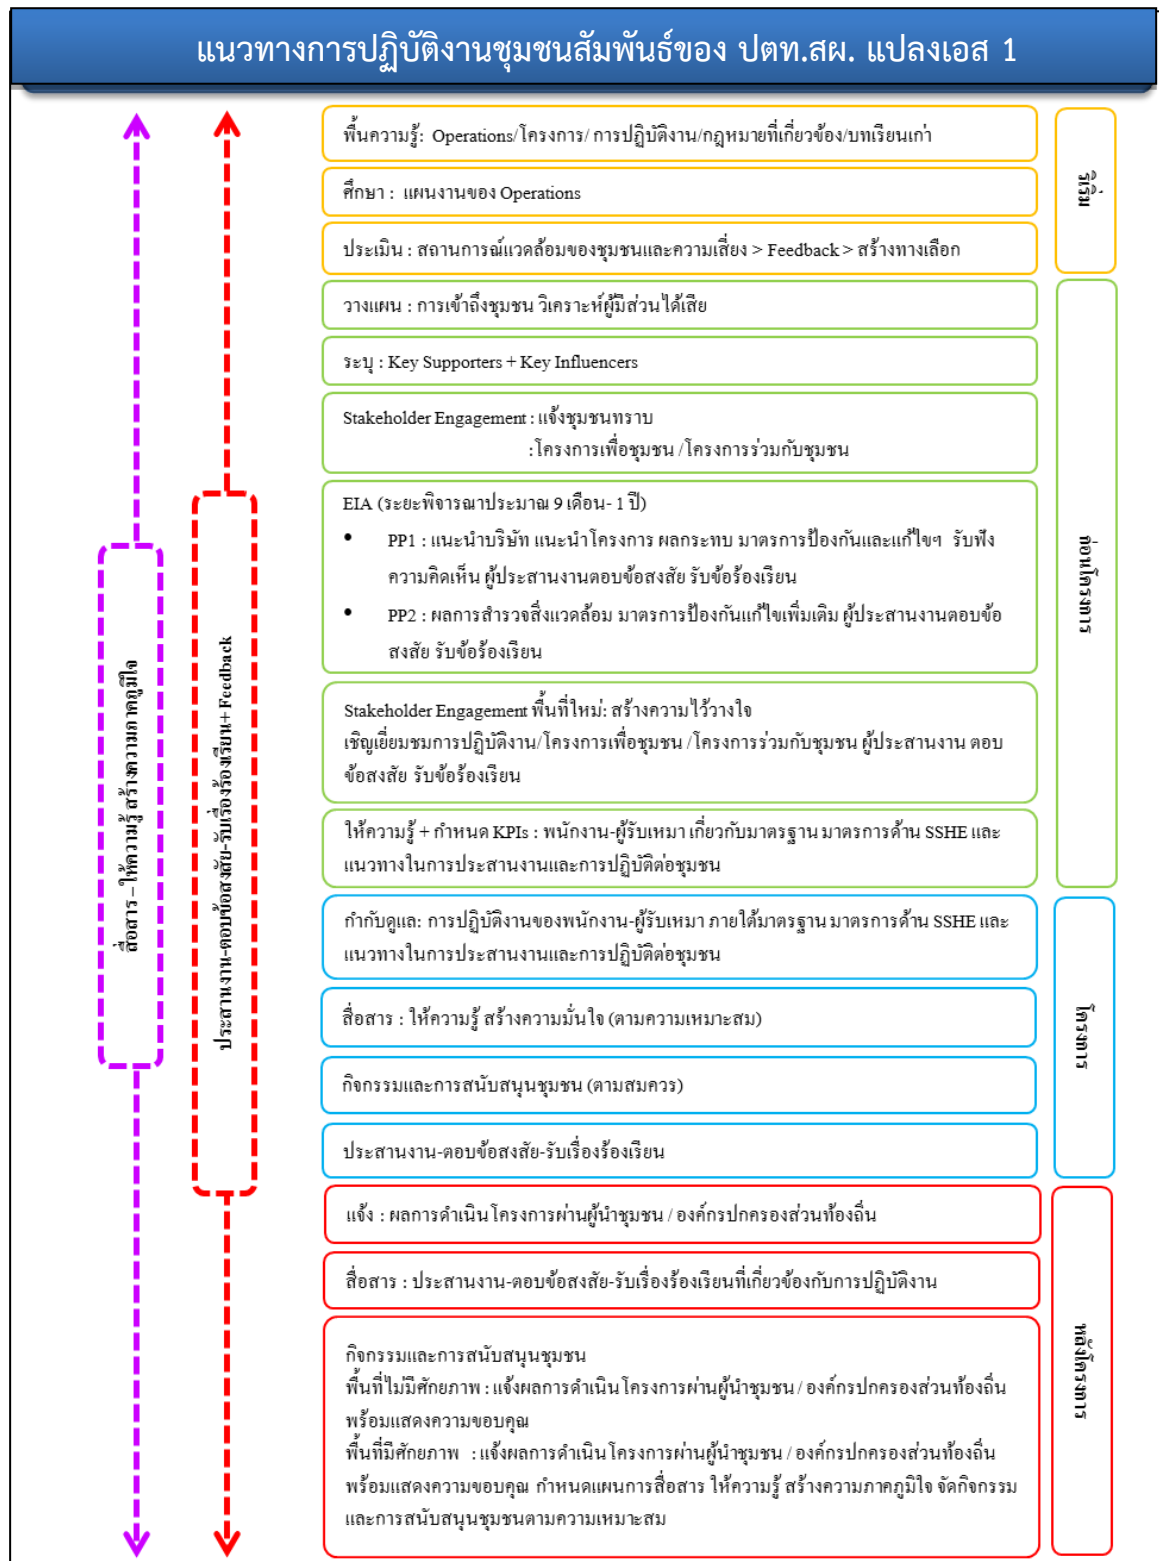 แนวทางการปฏิบัติงานชุมชนสัมพันธ์ของ ปตท.สผ. แปลงเอส 1
พื้นความรู้: Operations/โครงการ/ การปฏิบัติงาน/กฎหมายที่เกี่ยวข้อง/บทเรียนเก่า
ศึกษา : แผนงานของ Operations
ประเมิน : สถานการณ์แวดล้อมของชุมชนและความเสี่ยง > Feedback > สร้างทางเลือก
ริเริ่ม
วางแผน : การเข้าถึงชุมชน วิเคราะห์ผู้มีส่วนได้เสีย
ระบุ : Key Supporters + Key Influencers
Stakeholder Engagement : แจ้งชุมชนทราบ
:โครงการเพื่อชุมชน /โครงการร่วมกับชุมชน
EIA (ระยะพิจารณาประมาณ 9 เดือน- 1 ปี)
• PP1 : แนะนำบริษัท แนะนำโครงการ ผลกระทบ มาตรการป้องกันและแก้ไขฯ รับฟัง
ความคิดเห็น ผู้ประสานงานตอบข้อสงสัย รับข้อร้องเรียน
• PP2 : ผลการสำรวจสิ่งแวดล้อม มาตรการป้องกันแก้ไขเพิ่มเติม ผู้ประสานงานตอบข้อ
สงสัย รับข้อร้องเรียน
Stakeholder Engagement พื้นที่ใหม่: สร้างความไว้วางใจ
เชิญเยี่ยมชมการปฏิบัติงาน/โครงการเพื่อชุมชน /โครงการร่วมกับชุมชน ผู้ประสานงาน ตอบ
ข้อสงสัย รับข้อร้องเรียน
ให้ความรู้ + กำหนด KPIs : พนักงาน-ผู้รับเหมา เกี่ยวกับมาตรฐาน มาตรการด้าน SSHE และ
แนวทางในการประสานงานและการปฏิบัติต่อชุมชน
ก่อนโครงการ
กำกับดูแล: การปฏิบัติงานของพนักงาน-ผู้รับเหมา ภายใต้มาตรฐาน มาตรการด้าน SSHE และ
แนวทางในการประสานงานและการปฏิบัติต่อชุมชน
สื่อสาร : ให้ความรู้ สร้างความมั่นใจ (ตามความเหมาะสม)
กิจกรรมและการสนับสนุนชุมชน (ตามสมควร)
ประสานงาน-ตอบข้อสงสัย-รับเรื่องร้องเรียน
โครงการ
แจ้ง : ผลการดำเนินโครงการผ่านผู้นำชุมชน / องค์กรปกครองส่วนท้องถิ่น
สื่อสาร : ประสานงาน-ตอบข้อสงสัย-รับเรื่องร้องเรียนที่เกี่ยวข้องกับการปฏิบัติงาน
กิจกรรมและการสนับสนุนชุมชน
พื้นที่ไม่มีศักยภาพ : แจ้งผลการดำเนินโครงการผ่านผู้นำชุมชน / องค์กรปกครองส่วนท้องถิ่น
พร้อมแสดงความขอบคุณ
พื้นที่มีศักยภาพ : แจ้งผลการดำเนินโครงการผ่านผู้นำชุมชน / องค์กรปกครองส่วนท้องถิ่น
พร้อมแสดงความขอบคุณ กำหนดแผนการสื่อสาร ให้ความรู้ สร้างความภาคภูมิใจ จัดกิจกรรม
และการสนับสนุนชุมชนตามความเหมาะสม
หลังโครงการ
สื่อสาร – ให้ความรู้ สร้างความภาคภูมิใจ
ประสานงาน-ตอบข้อสงสัย-รับเรื่องร้องเรียน+ Feedback